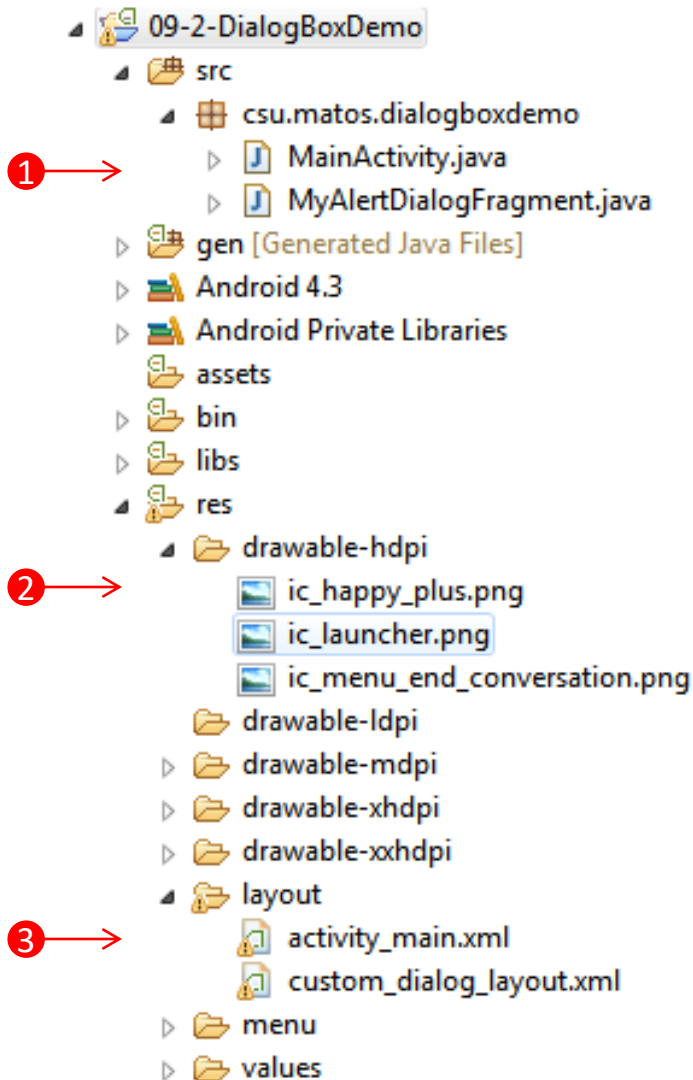 09-2-DialogBoxDemo
src
csu.matos.dialogboxdemo
1
MainActivity.java
MyAlertDialogFragment.java
gen [Generated Java Files]
Android 4.3
Android Private Libraries
assets
bin
libs
res
drawable-hdpi
2
ic_happy_plus.png
ic_launcher.png
ic_menu_end_conversation.png
drawable-ldpi
drawable-mdpi
drawable-xhdpi
drawable-xxhdpi
layout
3
activity_main.xml
custom_dialog_layout.xml
menu
values